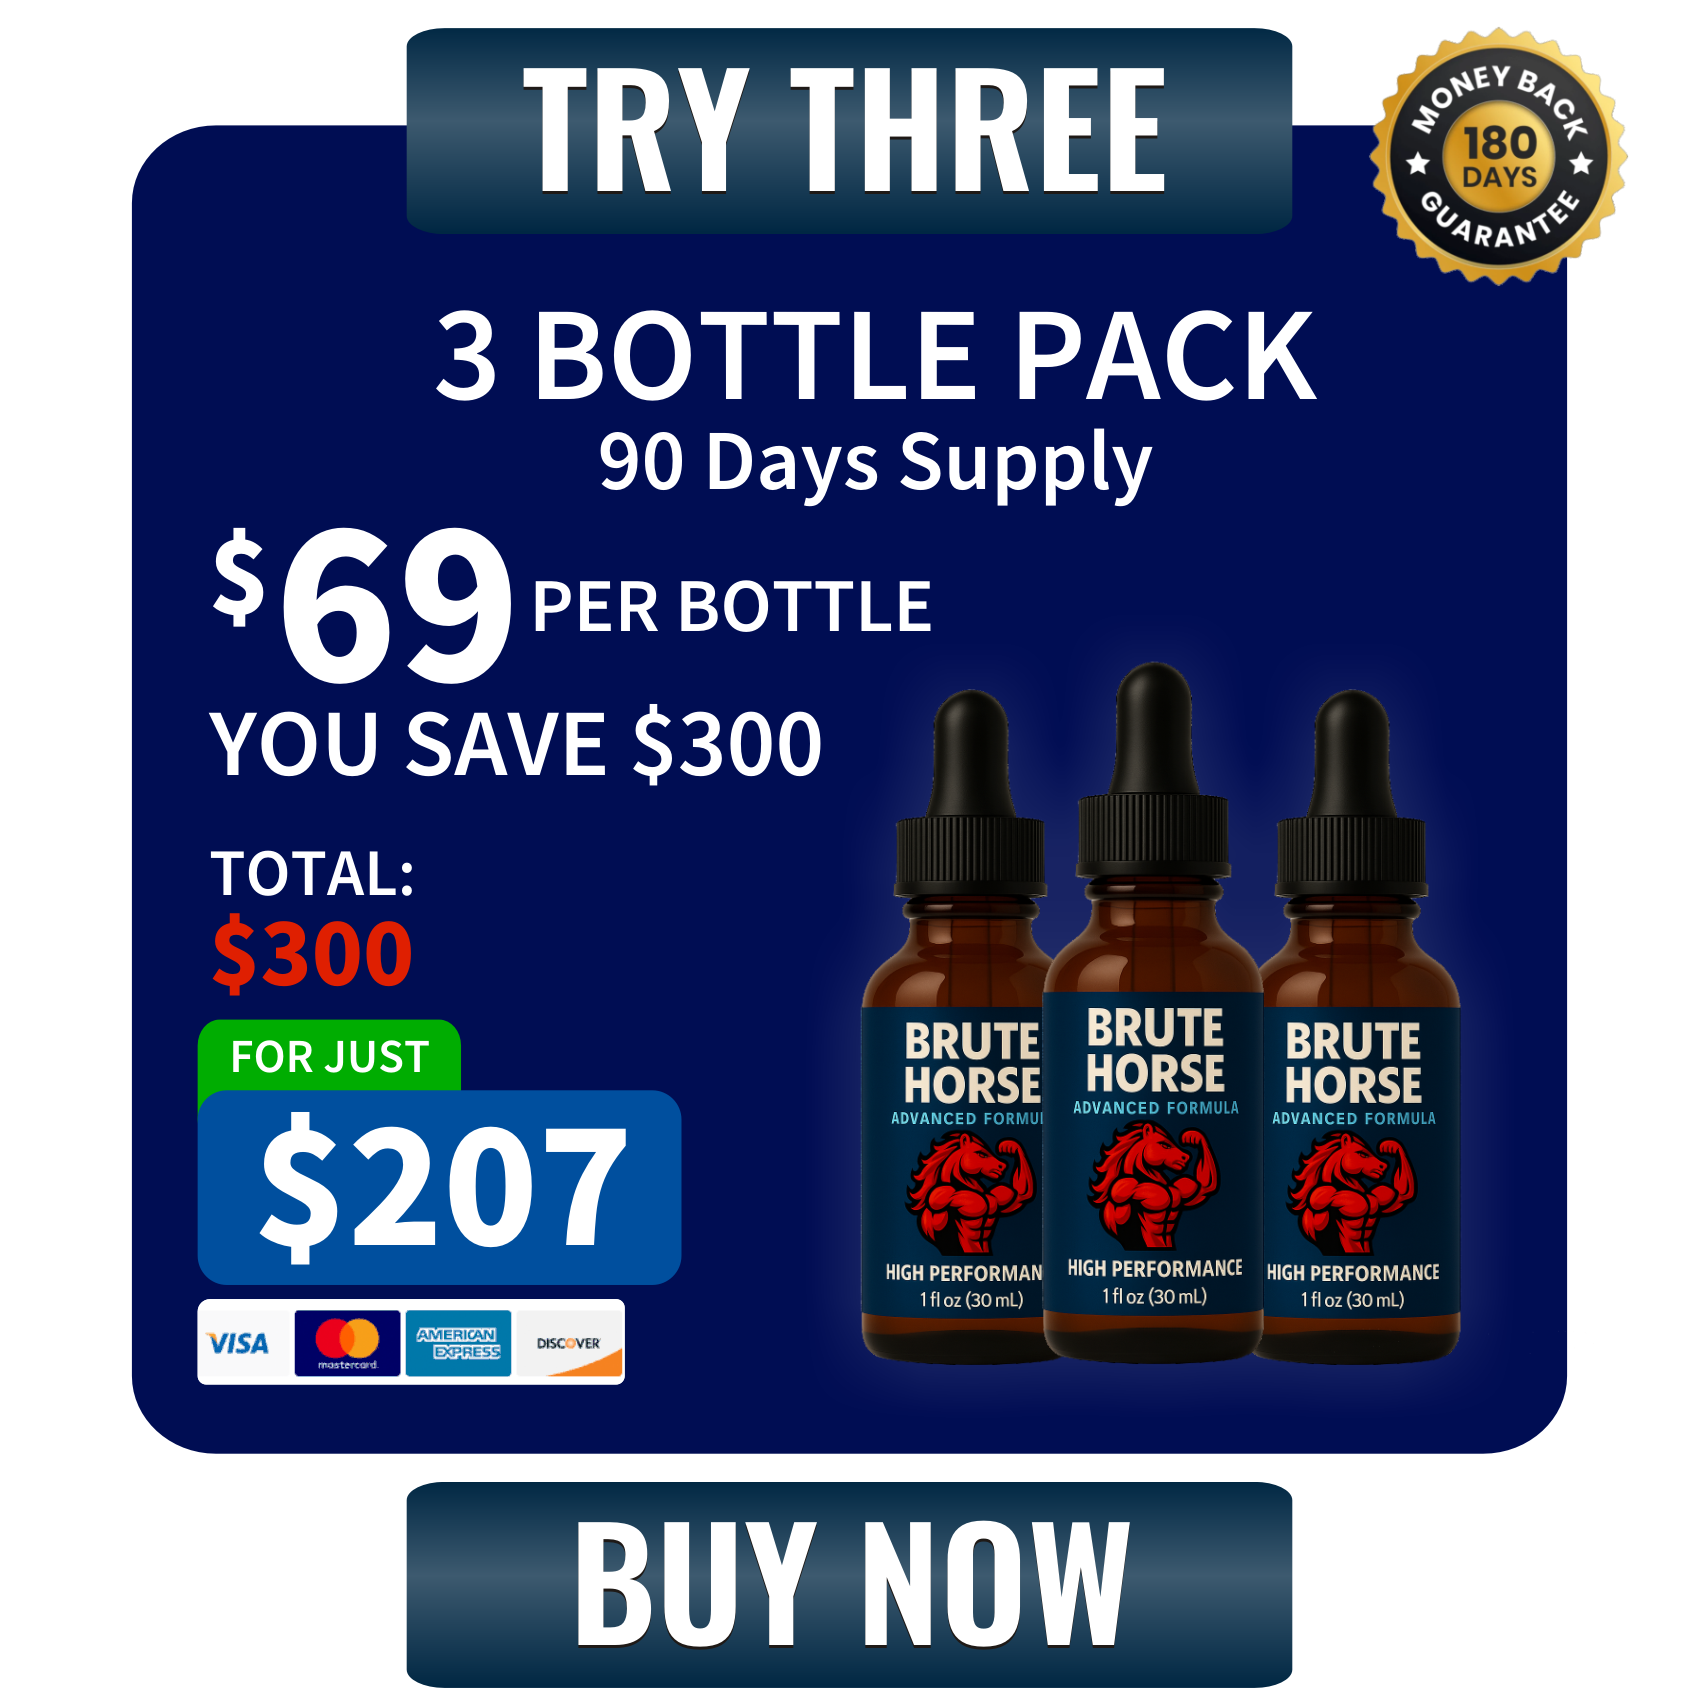 TRY THREE
MONEY BACK
180
DAYS
GUARANTEE
3 BOTTLE PACK
90 Days Supply
$69 PER BOTTLE
YOU SAVE $300
TOTAL:
$300
FOR JUST
$207
VISA
mastercard
AMERICAN
EXPRESS
DISCOVER
BRUTE
HORSE
ADVANCED FORMU
HIGH PERFORMAN
1 fl oz (30 mL)
BRUTE
HORSE
ADVANCED FORMULA
HIGH PERFORMANCE
1 fl oz (30 mL)
BRUTE
HORSE
ADVANCED FORMULA
HIGH PERFORMANCE
1 fl oz (30 mL)
BUY NOW